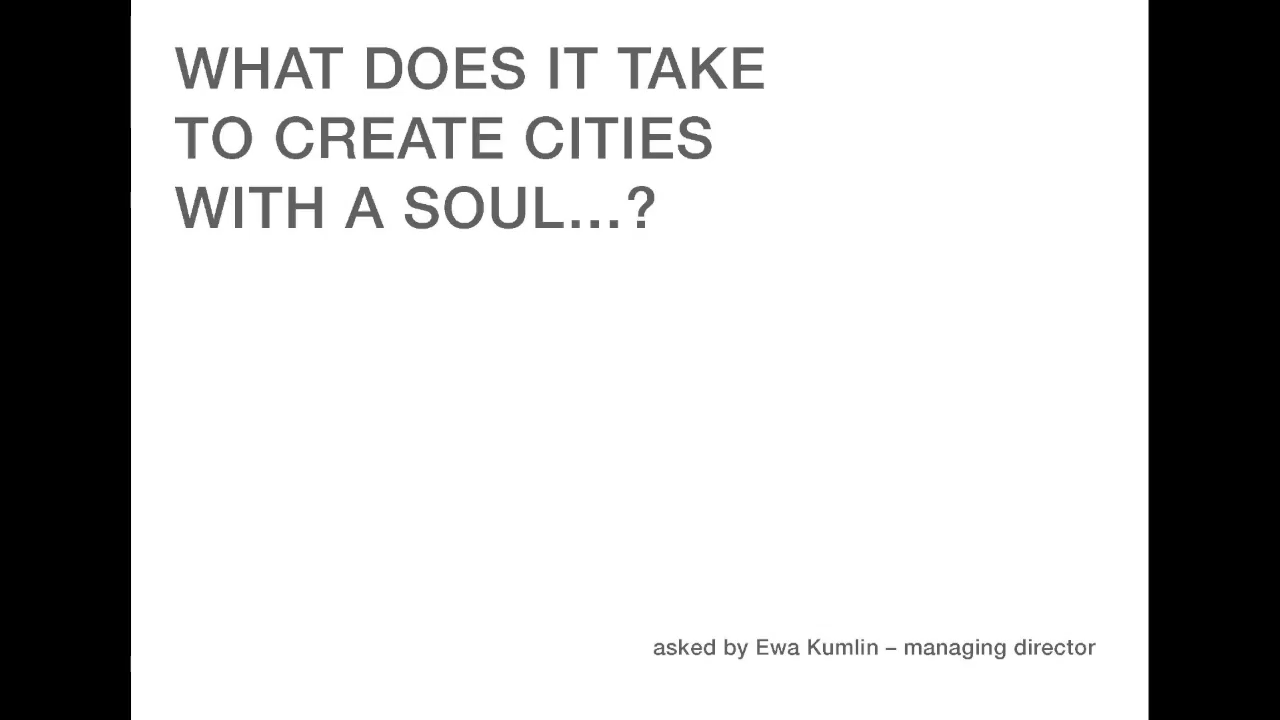 WHAT DOES IT TAKE
TO CREATE CITIES
WITH A SOUL...?
asked by Ewa Kumlin – managing director